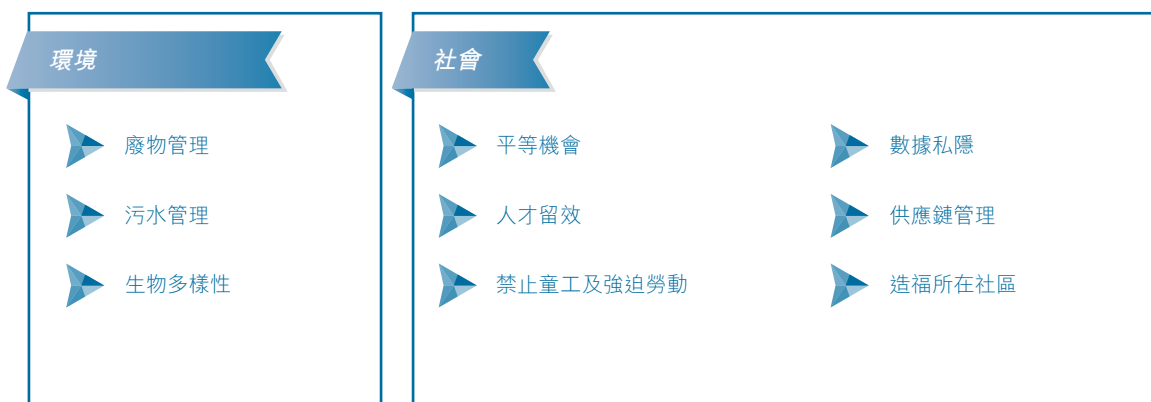 環境
廢物管理
污水管理
生物多樣性
社會
平等機會
人才留效
禁止童工及強迫勞動
數據私隱
供應鏈管理
造福所在社區